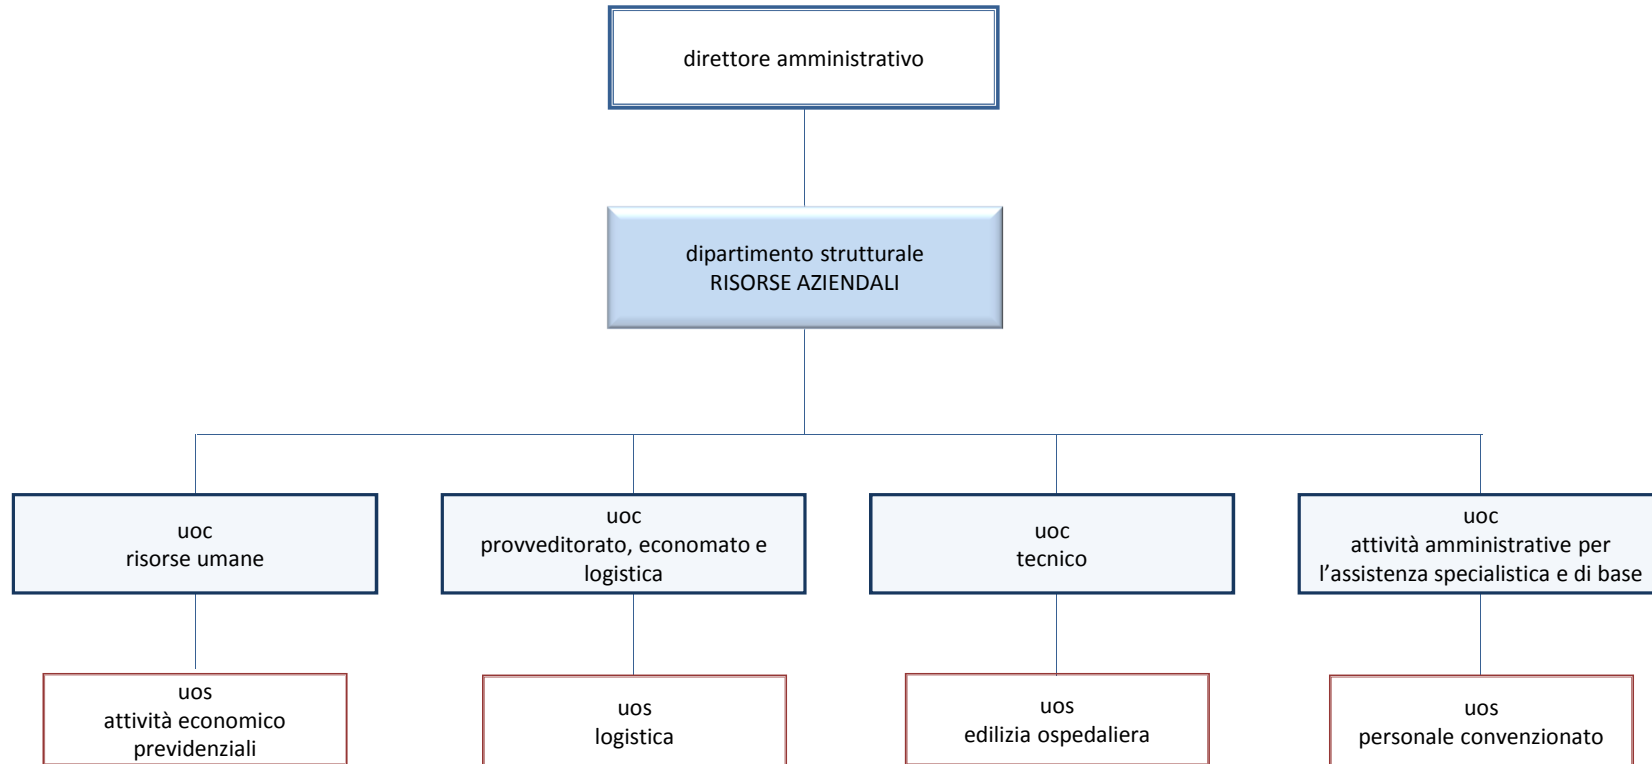 direttore amministrativo
dipartimento strutturale
RISORSE AZIENDALI
uoc
risorse umane
uoc
provveditorato, economato e
logistica
uoc
tecnico
uoc
attività amministrative per
l’assistenza specialistica e di base
uos
attività economico
previdenziali
uos
logistica
uos
edilizia ospedaliera
uos
personale convenzionato